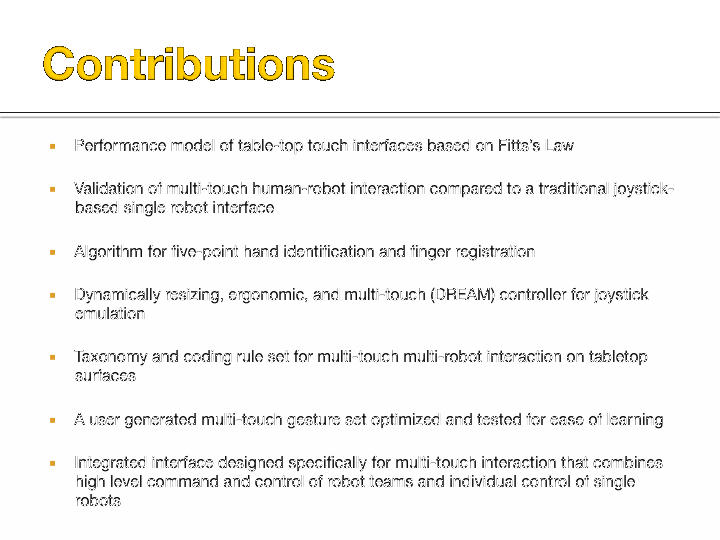 Contributions
▪ Performance model of table-top touch interfaces based on Fitts's Law
▪ Validation of multi-touch human-robot interaction compared to a traditional joystick-
based single robot interface
▪ Algorithm for five-point hand identification and finger registration
▪ Dynamically resizing, ergonomic, and multi-touch (DREAM) controller for joystick
emulation
▪ Taxonomy and coding rule set for multi-touch multi-robot interaction on tabletop
surfaces
▪ A user generated multi-touch gesture set optimized and tested for ease of learning
▪ Integrated interface designed specifically for multi-touch interaction that combines
high level command and control of robot teams and individual control of single
robots